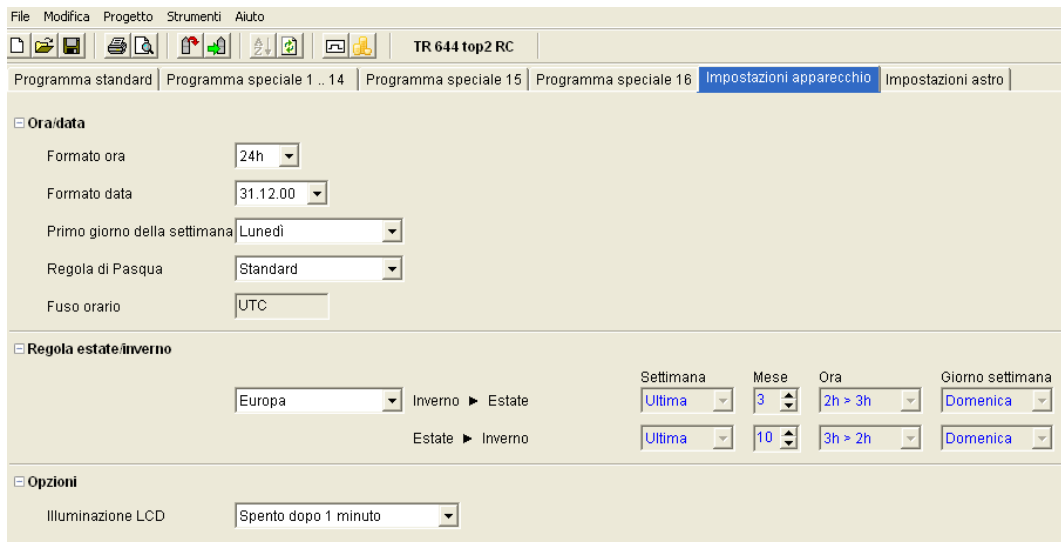 File Modifica Progetto Strumenti Aiuto
TR 644 top2 RC
Programma standard Programma speciale 1 .. 14 Programma speciale 15 Programma speciale 16 Impostazioni apparecchio Impostazioni astro
Ora/data
Formato ora 24h
Formato data 31.12.00
Primo giorno della settimana Lunedì
Regola di Pasqua Standard
Fuso orario UTC
Regola estate/inverno
Settimana Mese Ora Giorno settimana
Europa Inverno ► Estate Ultima 3 2h > 3h Domenica
Estate ► Inverno Ultima 10 3h > 2h Domenica
Opzioni
Illuminazione LCD Spento dopo 1 minuto